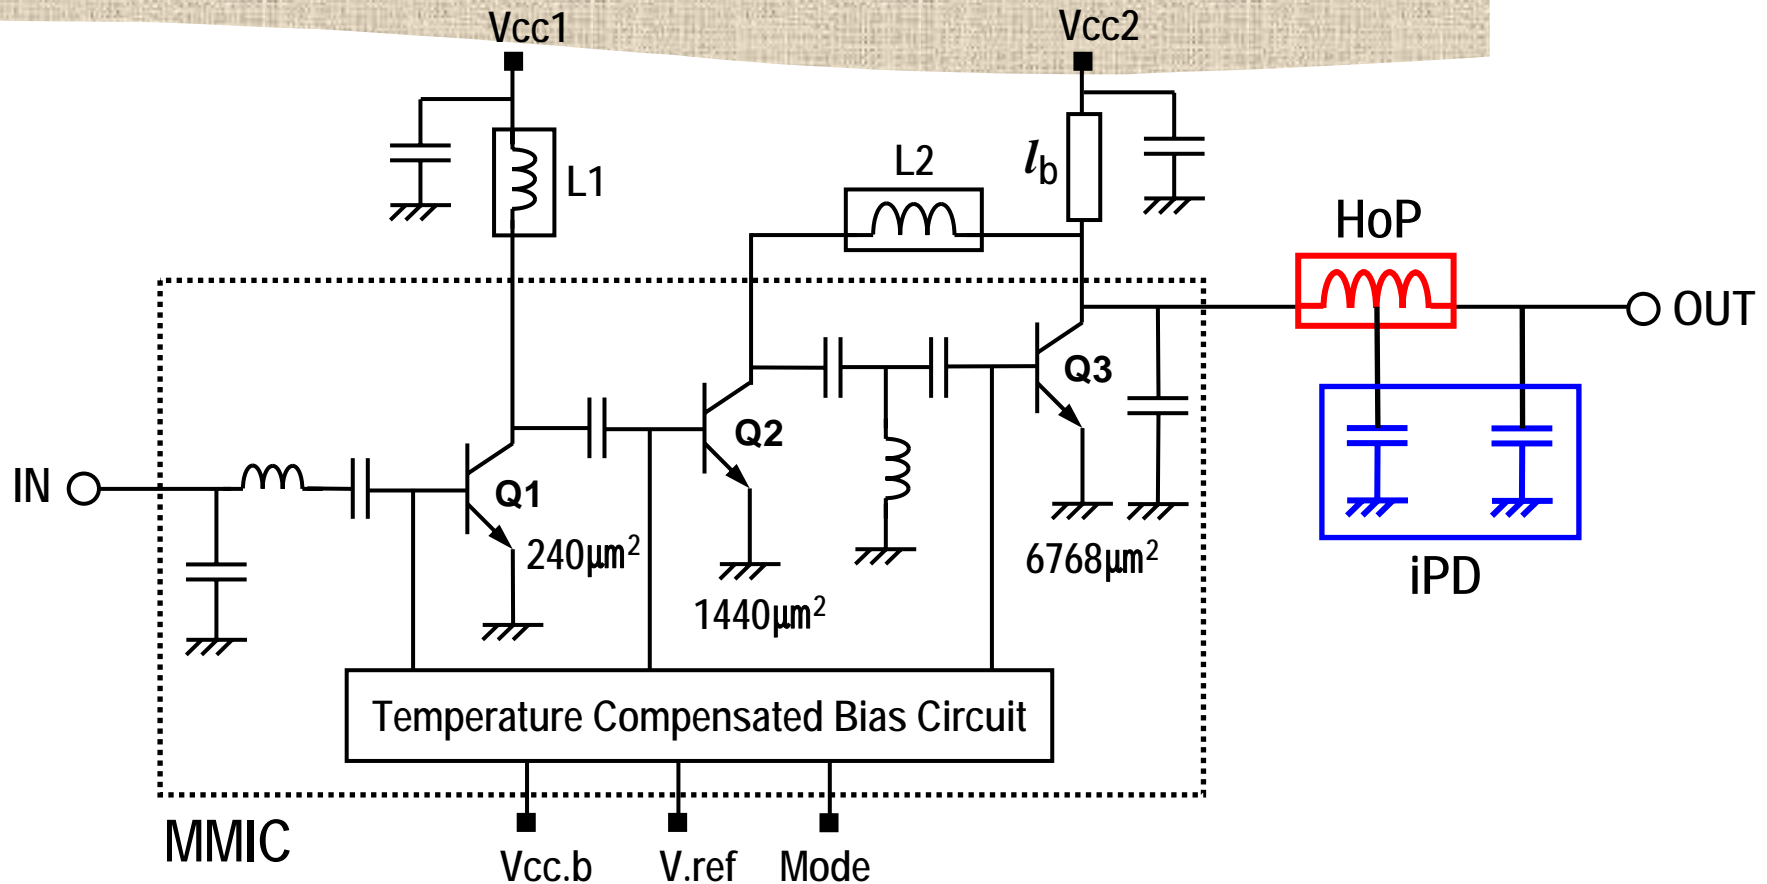 Vcc1
Vcc2
L1
L2
lb
HoP
OUT
Q3
Q2
IN
Q1
240μm²
6768μm²
iPD
1440μm²
Temperature Compensated Bias Circuit
MMIC
Vcc.b
V.ref
Mode